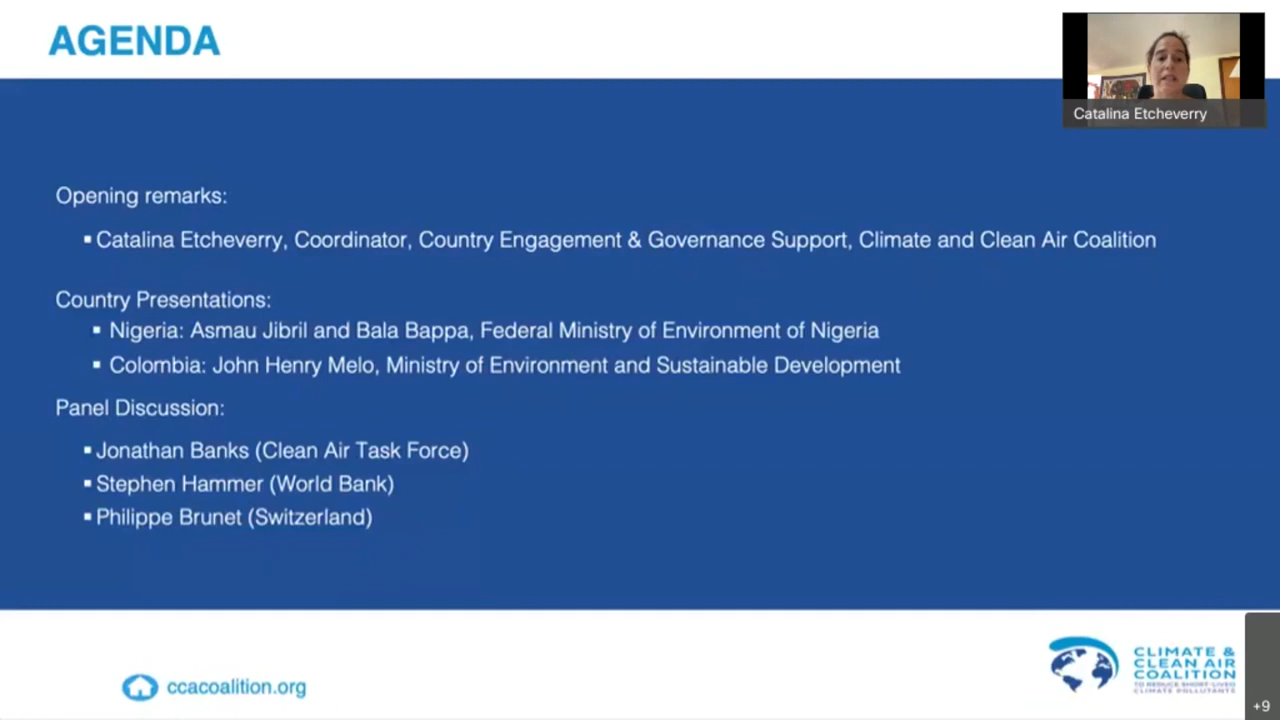 AGENDA
Catalina Etcheverry
Opening remarks:
▪ Catalina Etcheverry, Coordinator, Country Engagement & Governance Support, Climate and Clean Air Coalition
Country Presentations:
▪ Nigeria: Asmau Jibril and Bala Bappa, Federal Ministry of Environment of Nigeria
▪ Colombia: John Henry Melo, Ministry of Environment and Sustainable Development
Panel Discussion:
▪ Jonathan Banks (Clean Air Task Force)
▪ Stephen Hammer (World Bank)
▪ Philippe Brunet (Switzerland)
ccacoalition.org
CLIMATE &
CLEAN AIR
COALITION
TO REDUCE SHORT-LIVED
CLIMATE POLLUTANTS
+9